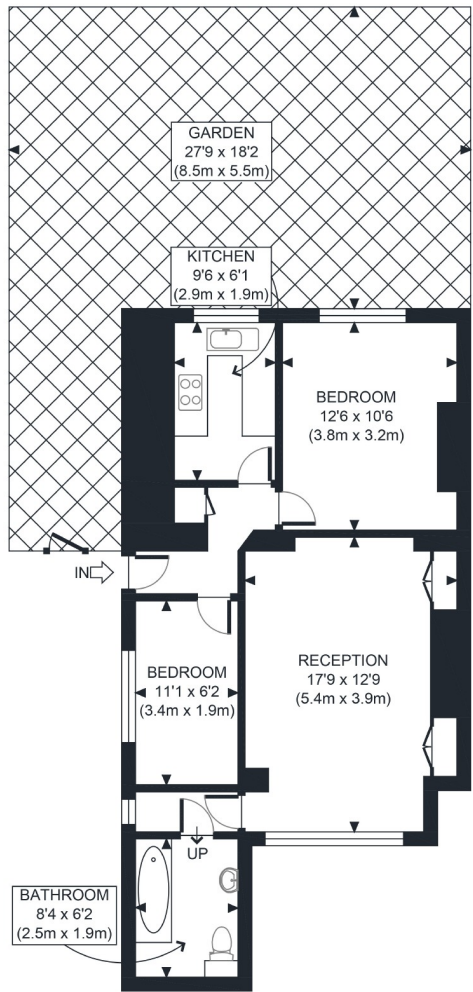 GARDEN
27'9 x 18'2
(8.5m x 5.5m)
KITCHEN
9'6 x 6'1
(2.9m x 1.9m)
BEDROOM
12'6 x 10'6
(3.8m x 3.2m)
IN
BEDROOM
11'1 x 6'2
(3.4m x 1.9m)
RECEPTION
17'9 x 12'9
(5.4m x 3.9m)
UP
BATHROOM
8'4 x 6'2
(2.5m x 1.9m)